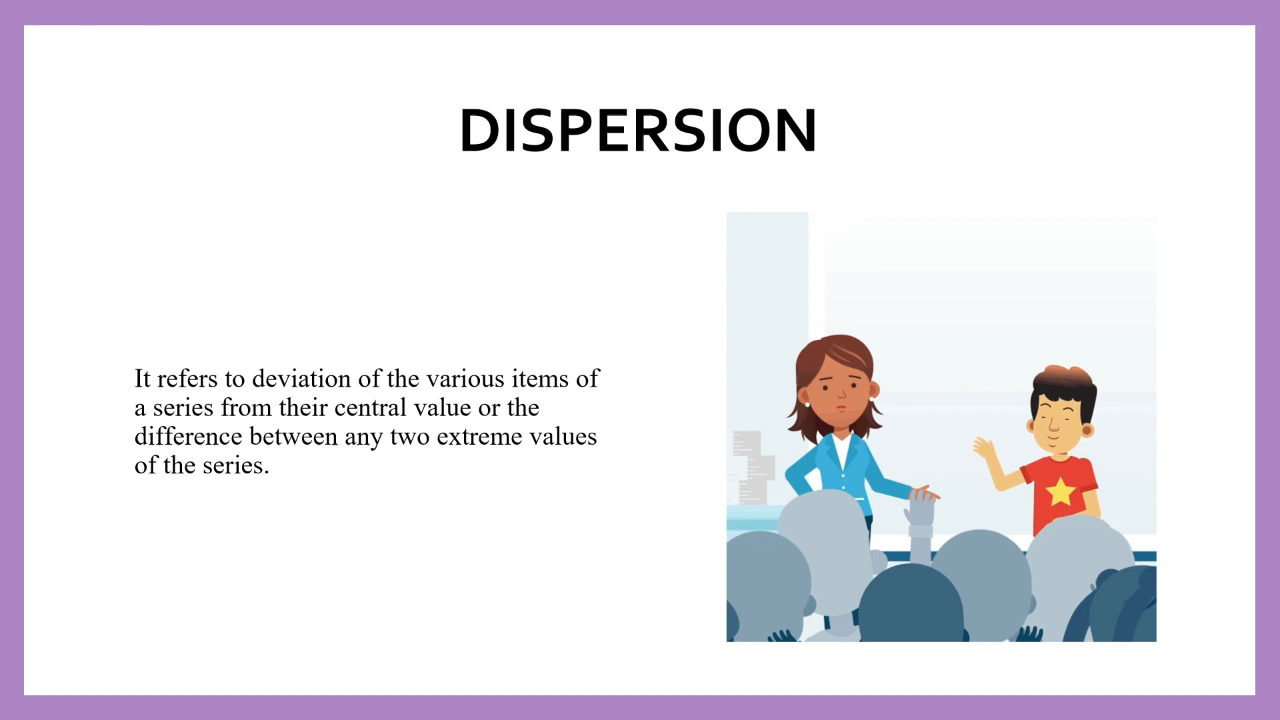 DISPERSION
It refers to deviation of the various items of
a series from their central value or the
difference between any two extreme values
of the series.